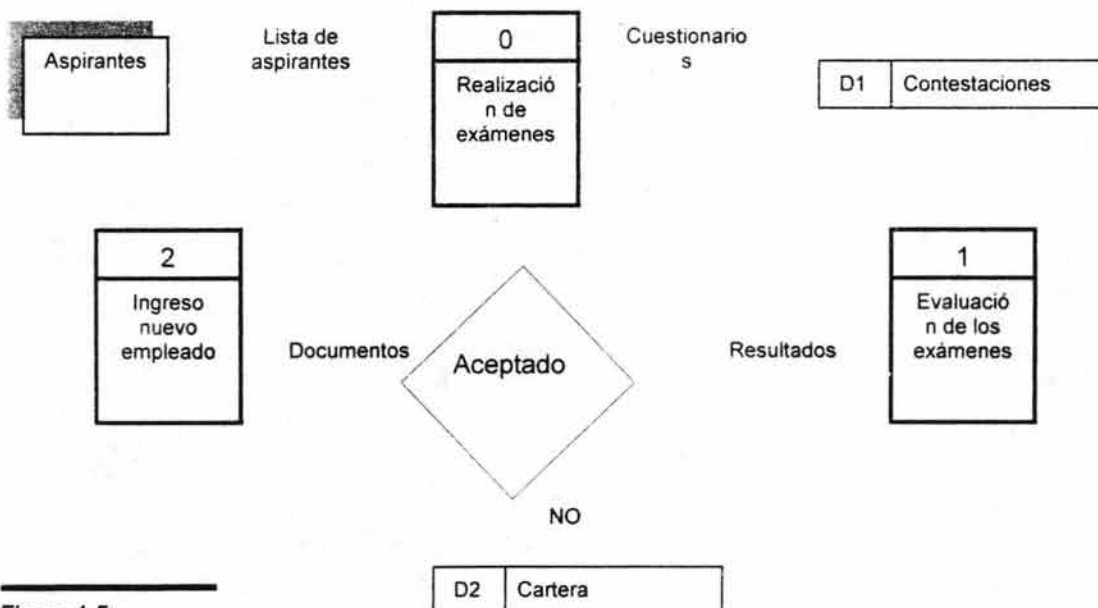 Aspirantes
Lista de
aspirantes
0
Realizació
n de
exámenes
Cuestionario
s
D1 Contestaciones
2
Ingreso
nuevo
empleado
Documentos
Aceptado
Resultados
1
Evaluació
n de los
exámenes
NO
D2 Cartera